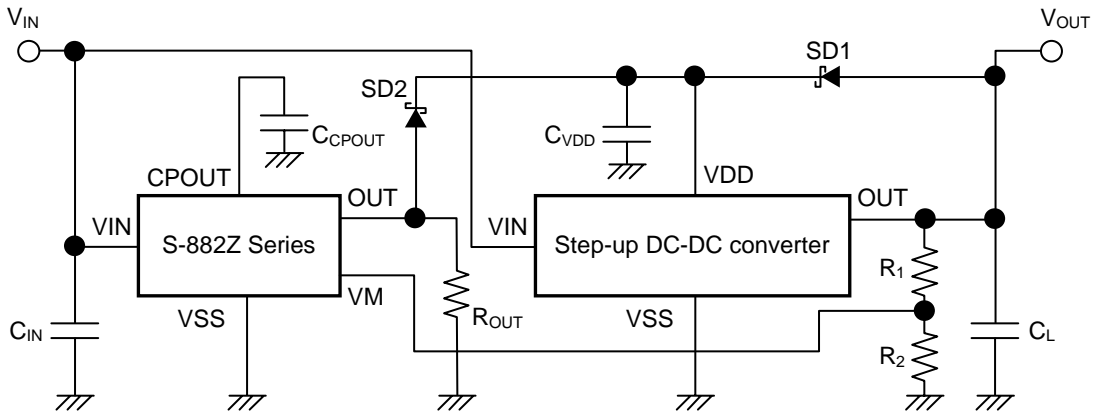 VIN
VOUT
SD1
SD2
CCPOUT
CVDD
CPOUT
VDD
OUT
OUT
VIN
S-882Z Series
VIN
Step-up DC-DC converter
R1
VM
VSS
ROUT
VSS
CIN
R2
CL